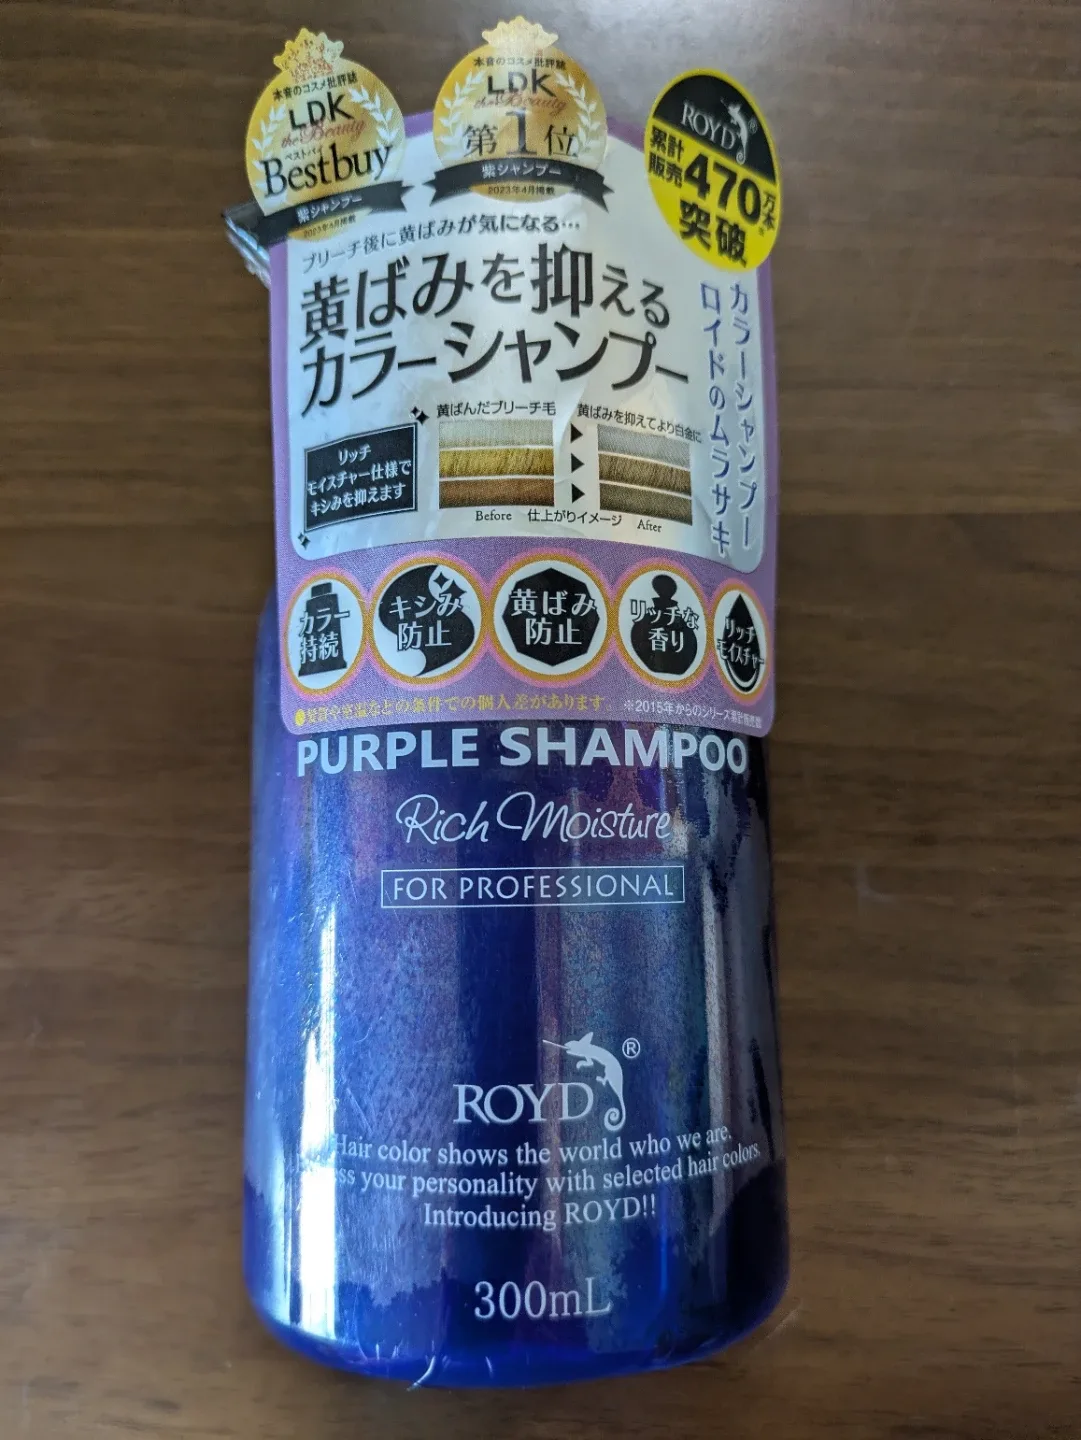 本音のコスメ批評誌
LDK
the Beauty
ベストバイ
Bestbuy
紫シャンプー
本音のコスメ批評誌
LDK
the Beauty
第1位
紫シャンプー
2023年4月掲載
ROYD®
累計
販売
470万本※
突破
ブリーチ後に黄ばみが気になる…
黄ばみを抑える
カラーシャンプー
カラーシャンプー
ロイドのムラサキ
リッチ
モイスチャー仕様で
キシみを抑えます
黄ばんだブリーチ毛
黄ばみを抑えてより白金に
Before 仕上がりイメージ After
カラー
持続
キシみ
防止
黄ばみ
防止
リッチな
香り
リッチ
モイスチャー
●髪質や室温などの条件での個人差があります。
※2015年からのシリーズ累計
PURPLE SHAMPOO
Rich Moisture
FOR PROFESSIONAL
ROYD®
Hair color shows the world who we are.
your personality with selected hair colors.
Introducing ROYD!!
300mL